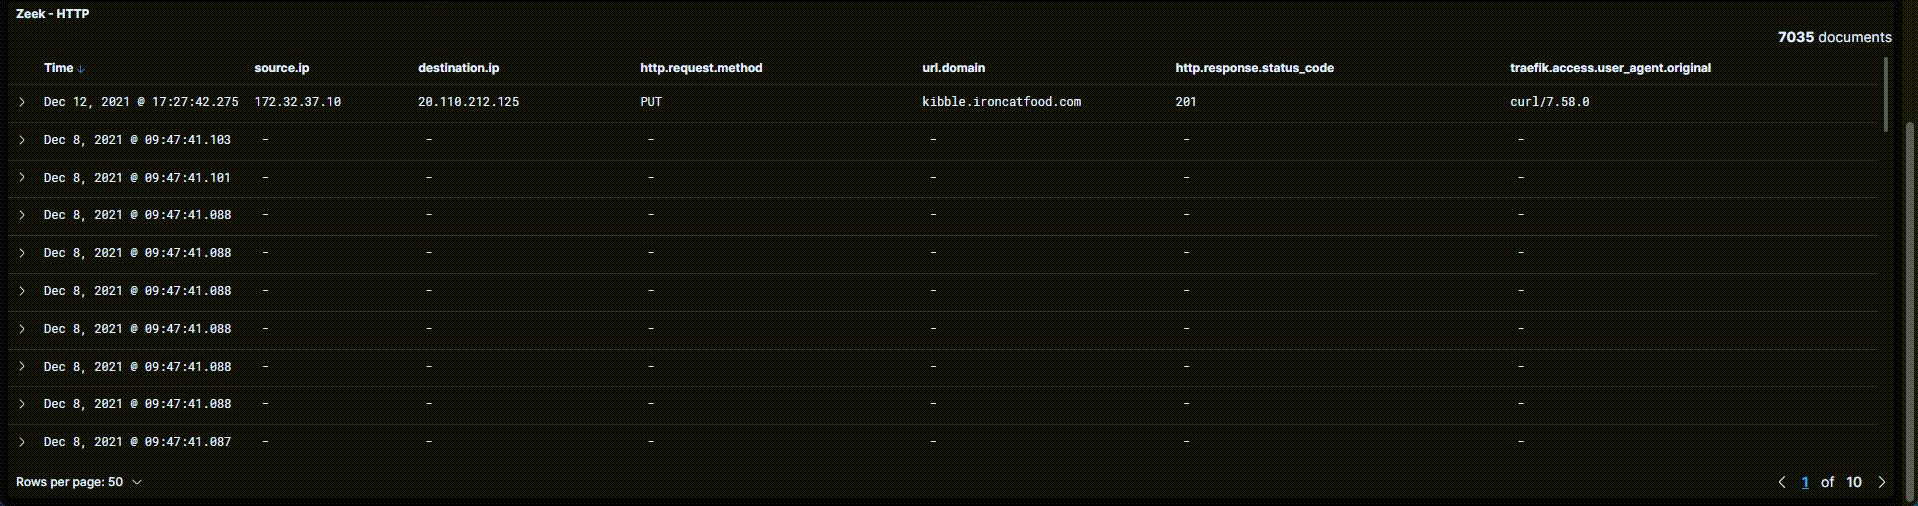 Zeek - HTTP
7035 documents
Time source.ip destination.ip http.request.method url.domain http.response.status_code traefik.access.user_agent.original
Dec 12, 2021 @ 17:27:42.275 172.32.37.10 20.110.212.125 PUT kibble.ironcatfood.com 201 curl/7.58.0
Dec 8, 2021 @ 09:47:41.103 - - - - - -
Dec 8, 2021 @ 09:47:41.101 - - - - - -
Dec 8, 2021 @ 09:47:41.088 - - - - - -
Dec 8, 2021 @ 09:47:41.088 - - - - - -
Dec 8, 2021 @ 09:47:41.088 - - - - - -
Dec 8, 2021 @ 09:47:41.088 - - - - - -
Dec 8, 2021 @ 09:47:41.088 - - - - - -
Dec 8, 2021 @ 09:47:41.088 - - - - - -
Dec 8, 2021 @ 09:47:41.087 - - - - - -
Rows per page: 50 1 of 10